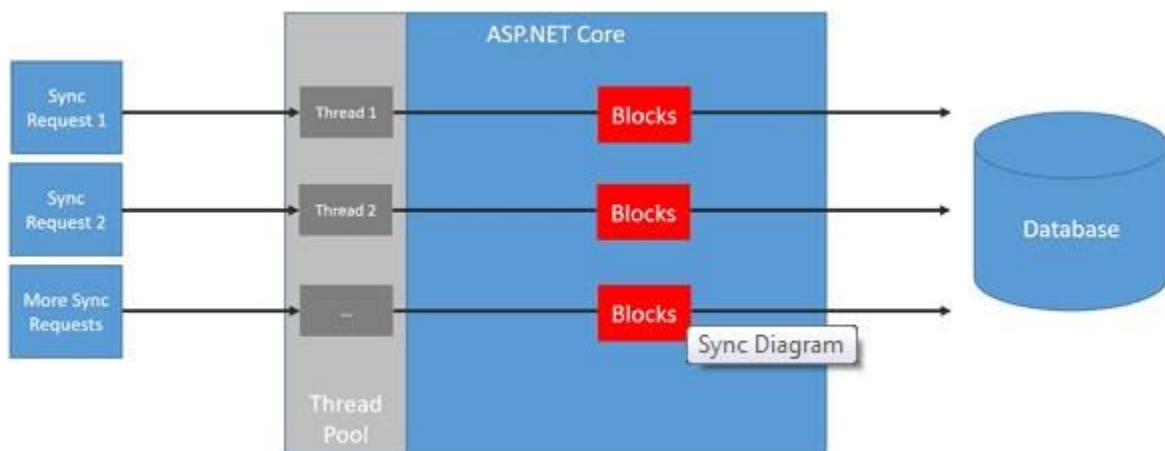 ASP.NET Core
Sync
Request 1
Thread 1
Blocks
Sync
Request 2
Thread 2
Blocks
Database
More Sync
Requests
...
Blocks
Sync Diagram
Thread
Pool